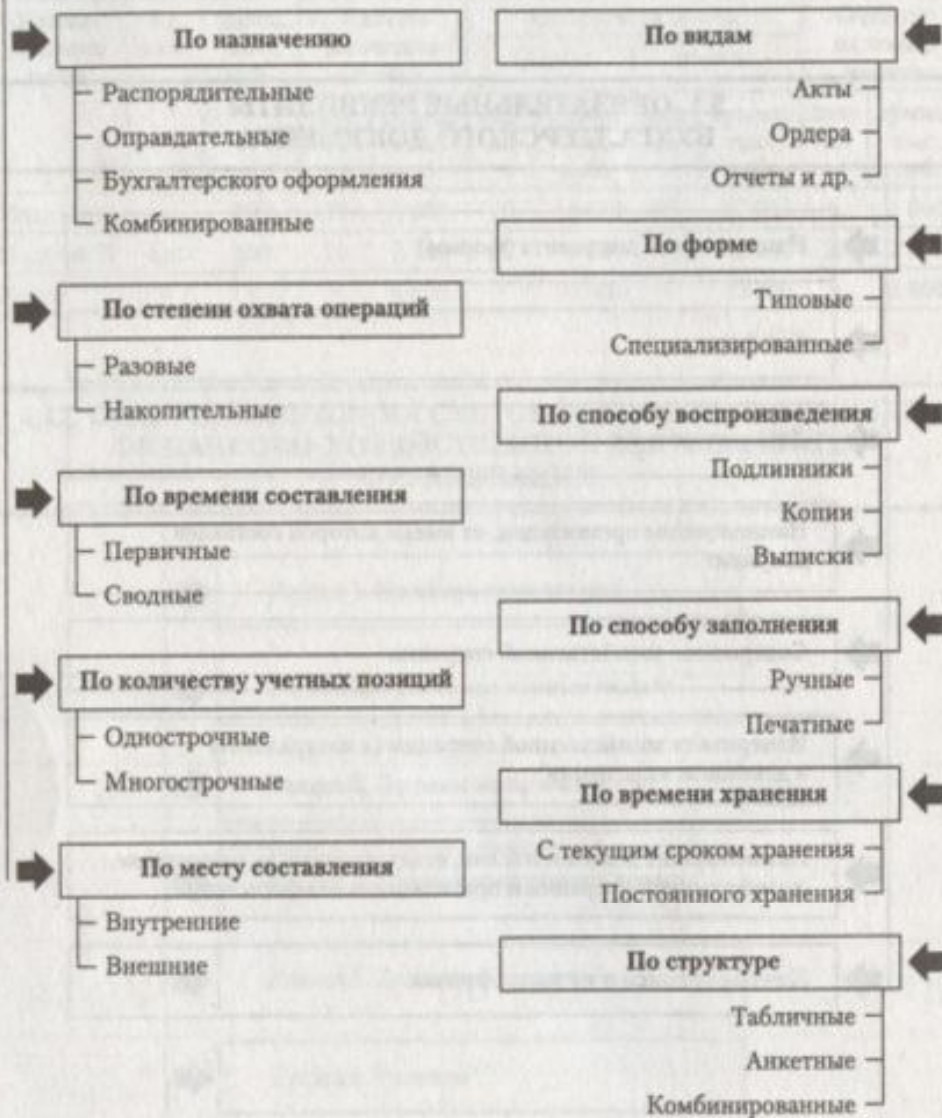 По назначению
Распорядительные
Оправдательные
Бухгалтерского оформления
Комбинированные
По степени охвата операций
Разовые
Накопительные
По времени составления
Первичные
Сводные
По количеству учетных позиций
Однострочные
Многострочные
По месту составления
Внутренние
Внешние
По видам
Акты
Ордера
Отчеты и др.
По форме
Типовые
Специализированные
По способу воспроизведения
Подлинники
Копии
Выписки
По способу заполнения
Ручные
Печатные
По времени хранения
С текущим сроком хранения
Постоянного хранения
По структуре
Табличные
Анкетные
Комбинированные